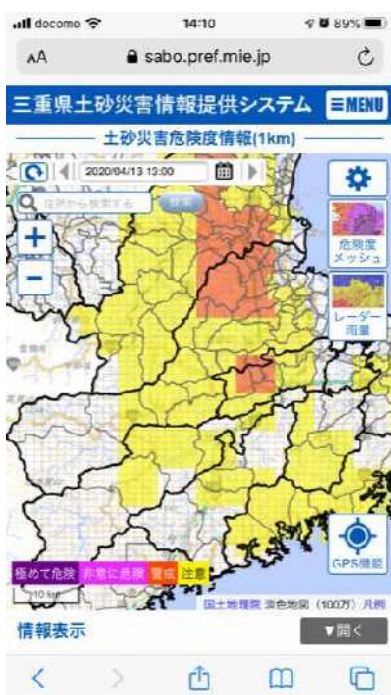 docomo 14:10 89%
AA sabo.pref.mie.jp
三重県土砂災害情報提供システム ≡MENU
土砂災害危険度情報(1km)
2020/04/13 13:00
住所から検索する 検索
+
−
危険度
メッシュ
レーダー
雨量
GPS機能
極めて危険 非常に危険 警戒 注意
10 km
国土地理院 淡色地図 (100万) 凡例
情報表示 ▼開く